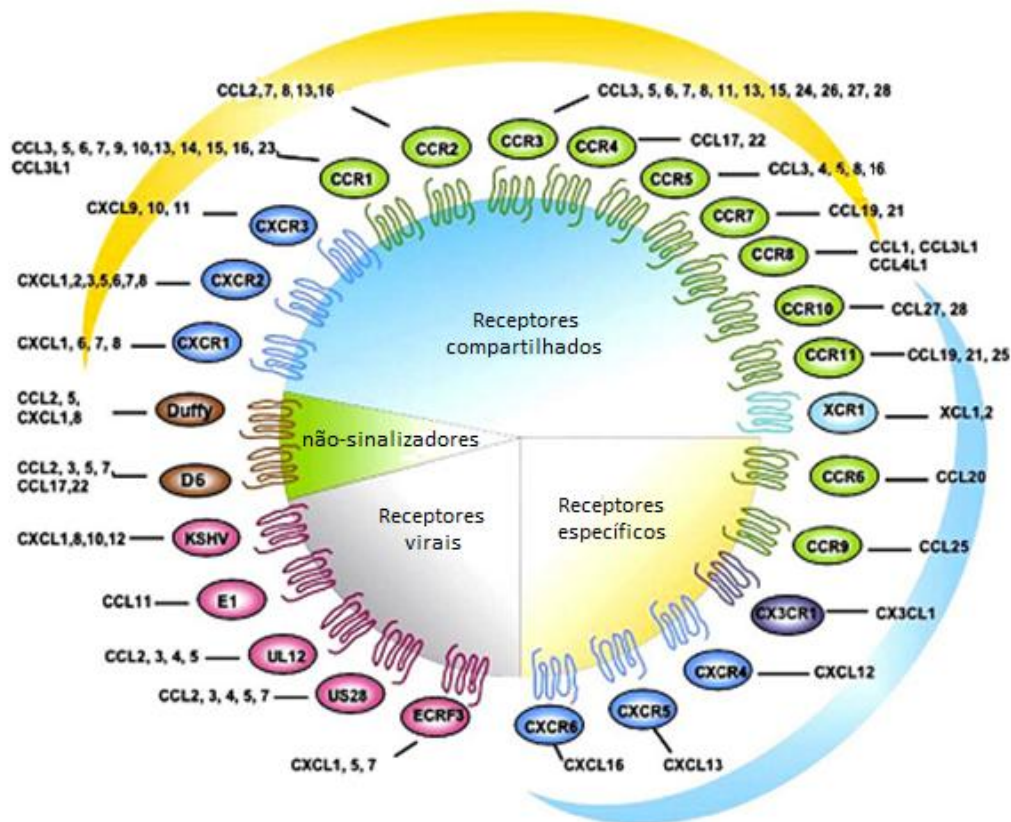 CCL3, 5, 6, 7, 8, 11, 13, 15, 24, 26, 27, 28
CCL2, 7, 8, 13,16
CCR3
CCR4
CCL17, 22
CCR2
CCL3, 5, 6, 7, 9, 10,13, 14, 15, 16, 23,
CCL3L1
CCR1
CCR5
CCL3, 4, 5, 8, 16
CXCL9, 10, 11
CXCR3
CCR7
CCL19, 21
CCR8
CCL1, CCL3L1
CCL4L1
CXCL1,2,3,5,6,7,8
CXCR2
CCR10
CCL27, 28
Receptores
compartilhados
CXCL1, 6, 7, 8
CXCR1
CCR11
CCL19, 21, 25
CCL2, 5,
CXCL1,8
Duffy
XCR1
XCL1,2
não-sinalizadores
CCL2, 3, 5, 7,
CCL17,22
D6
CCR6
CCL20
Receptores
virais
Receptores
específicos
CXCL1,8,10,12
KSHV
CCR9
CCL25
CCL11
E1
CX3CR1
CX3CL1
CCL2, 3, 4, 5
UL12
CXCR4
CXCL12
CCL2, 3, 4, 5, 7
US28
ECRF3
CXCR6
CXCR5
CXCL1, 5, 7
CXCL16
CXCL13